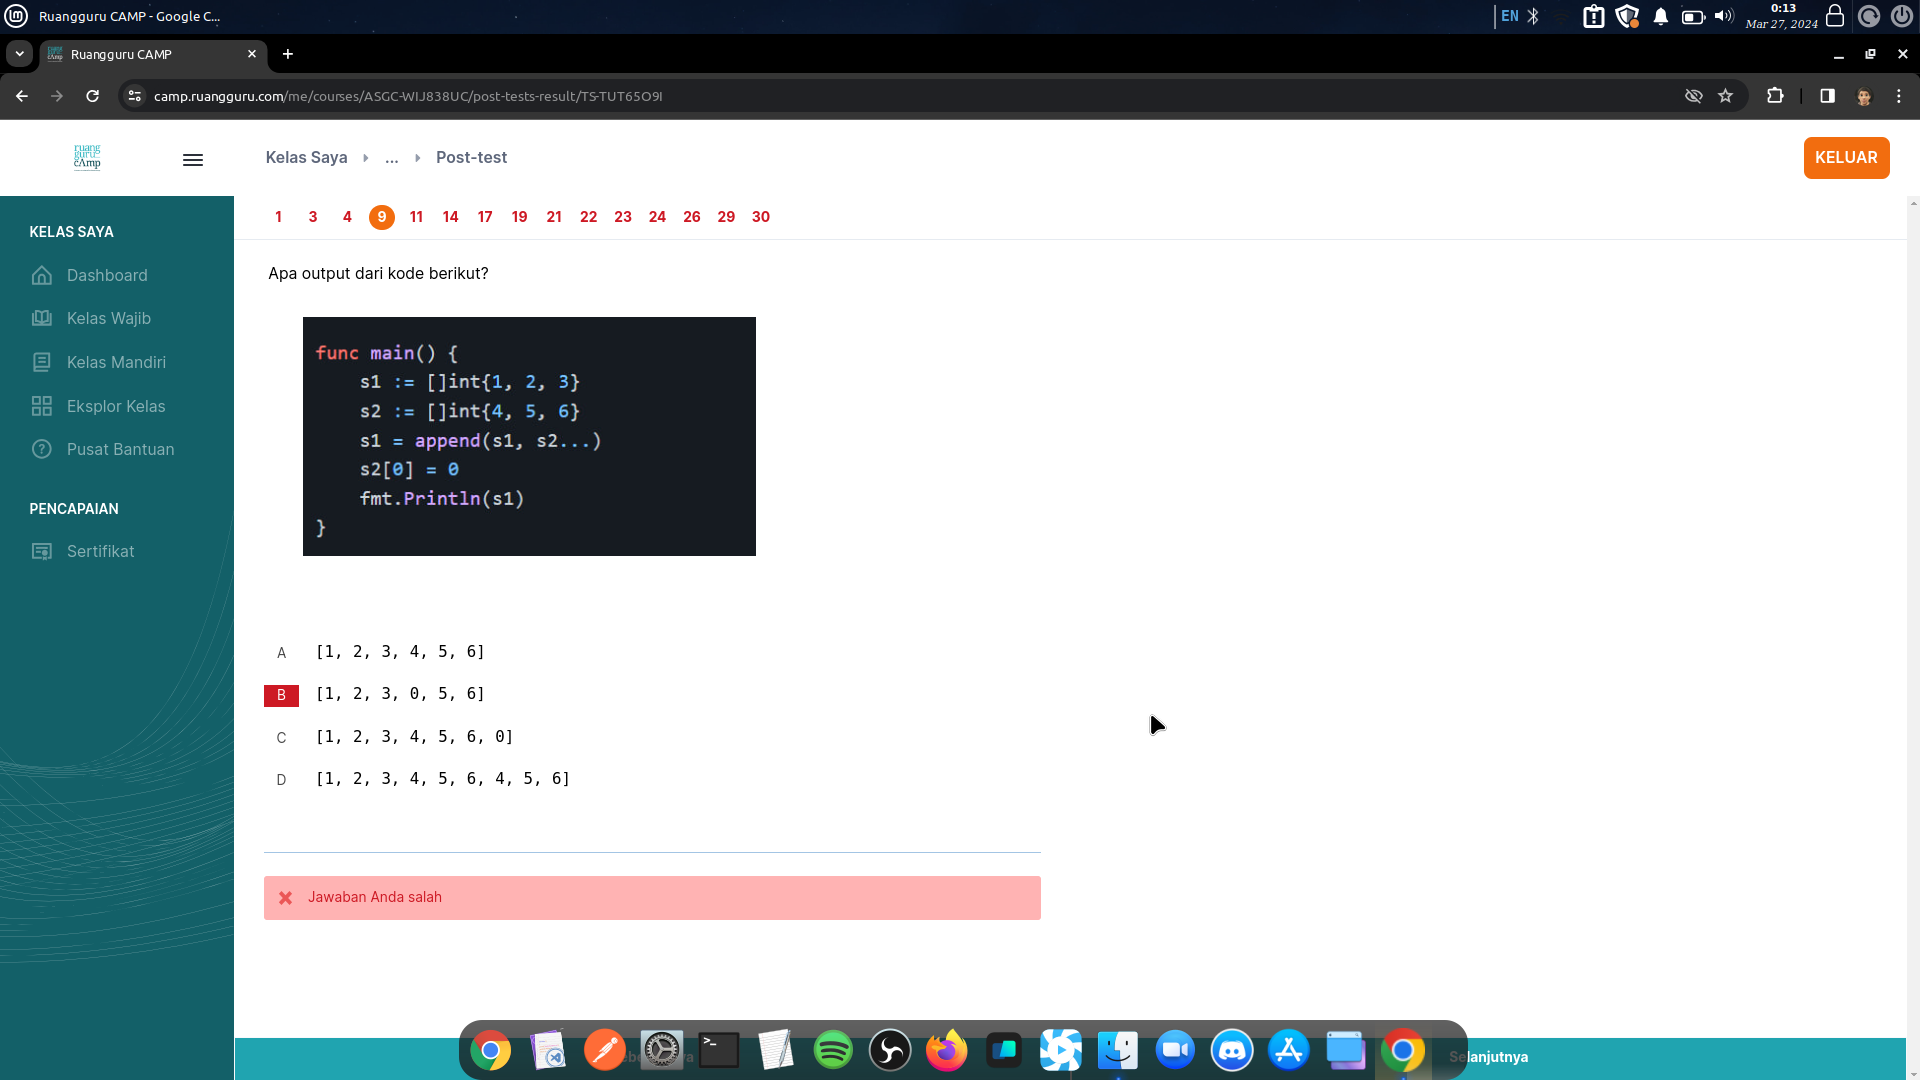 Ruangguru CAMP - Google C...
EN
0:13
Mar 27, 2024
Ruangguru CAMP
camp.ruangguru.com/me/courses/ASGC-WIJ838UC/post-tests-result/TS-TUT65O9I
ruang
guru
cAmp
Kelas Saya
...
Post-test
KELUAR
1 3 4 9 11 14 17 19 21 22 23 24 26 29 30
KELAS SAYA
Dashboard
Kelas Wajib
Kelas Mandiri
Eksplor Kelas
Pusat Bantuan
PENCAPAIAN
Sertifikat
Apa output dari kode berikut?
func main() {
s1 := []int{1, 2, 3}
s2 := []int{4, 5, 6}
s1 = append(s1, s2...)
s2[0] = 0
fmt.Println(s1)
}
A [1, 2, 3, 4, 5, 6]
B [1, 2, 3, 0, 5, 6]
C [1, 2, 3, 4, 5, 6, 0]
D [1, 2, 3, 4, 5, 6, 4, 5, 6]
Jawaban Anda salah
Selanjutnya